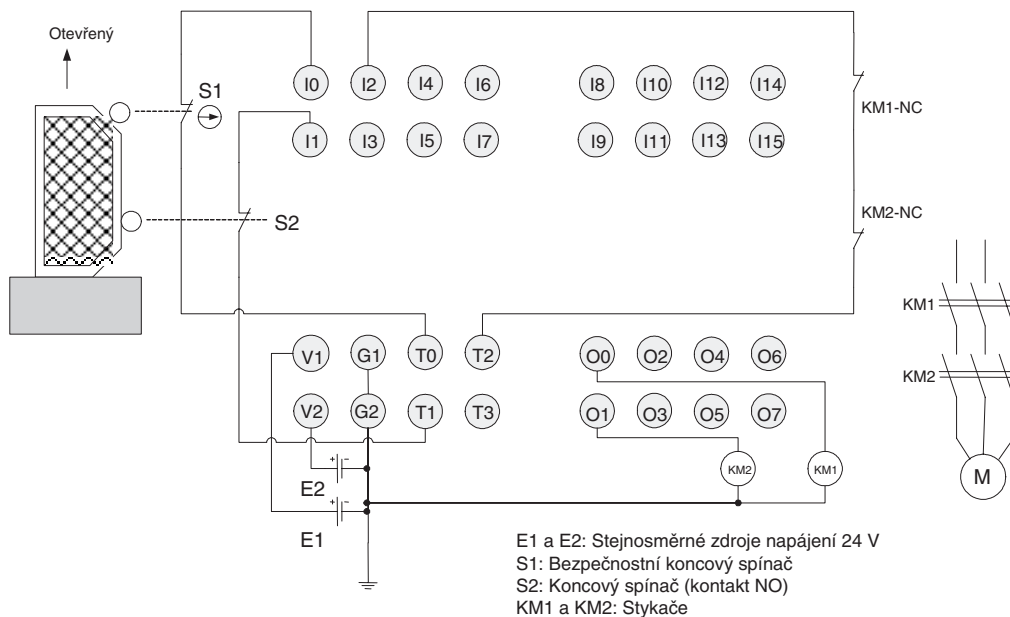 Otevřený
S1
S2
I0 I2 I4 I6 I8 I10 I12 I14
I1 I3 I5 I7 I9 I11 I13 I15
KM1-NC
KM2-NC
V1 G1 T0 T2 O0 O2 O4 O6
V2 G2 T1 T3 O1 O3 O5 O7
KM1
KM2
M
+ -
E2
+ -
E1
KM2 KM1
E1 a E2: Stejnosměrné zdroje napájení 24 V
S1: Bezpečnostní koncový spínač
S2: Koncový spínač (kontakt NO)
KM1 a KM2: Stykače